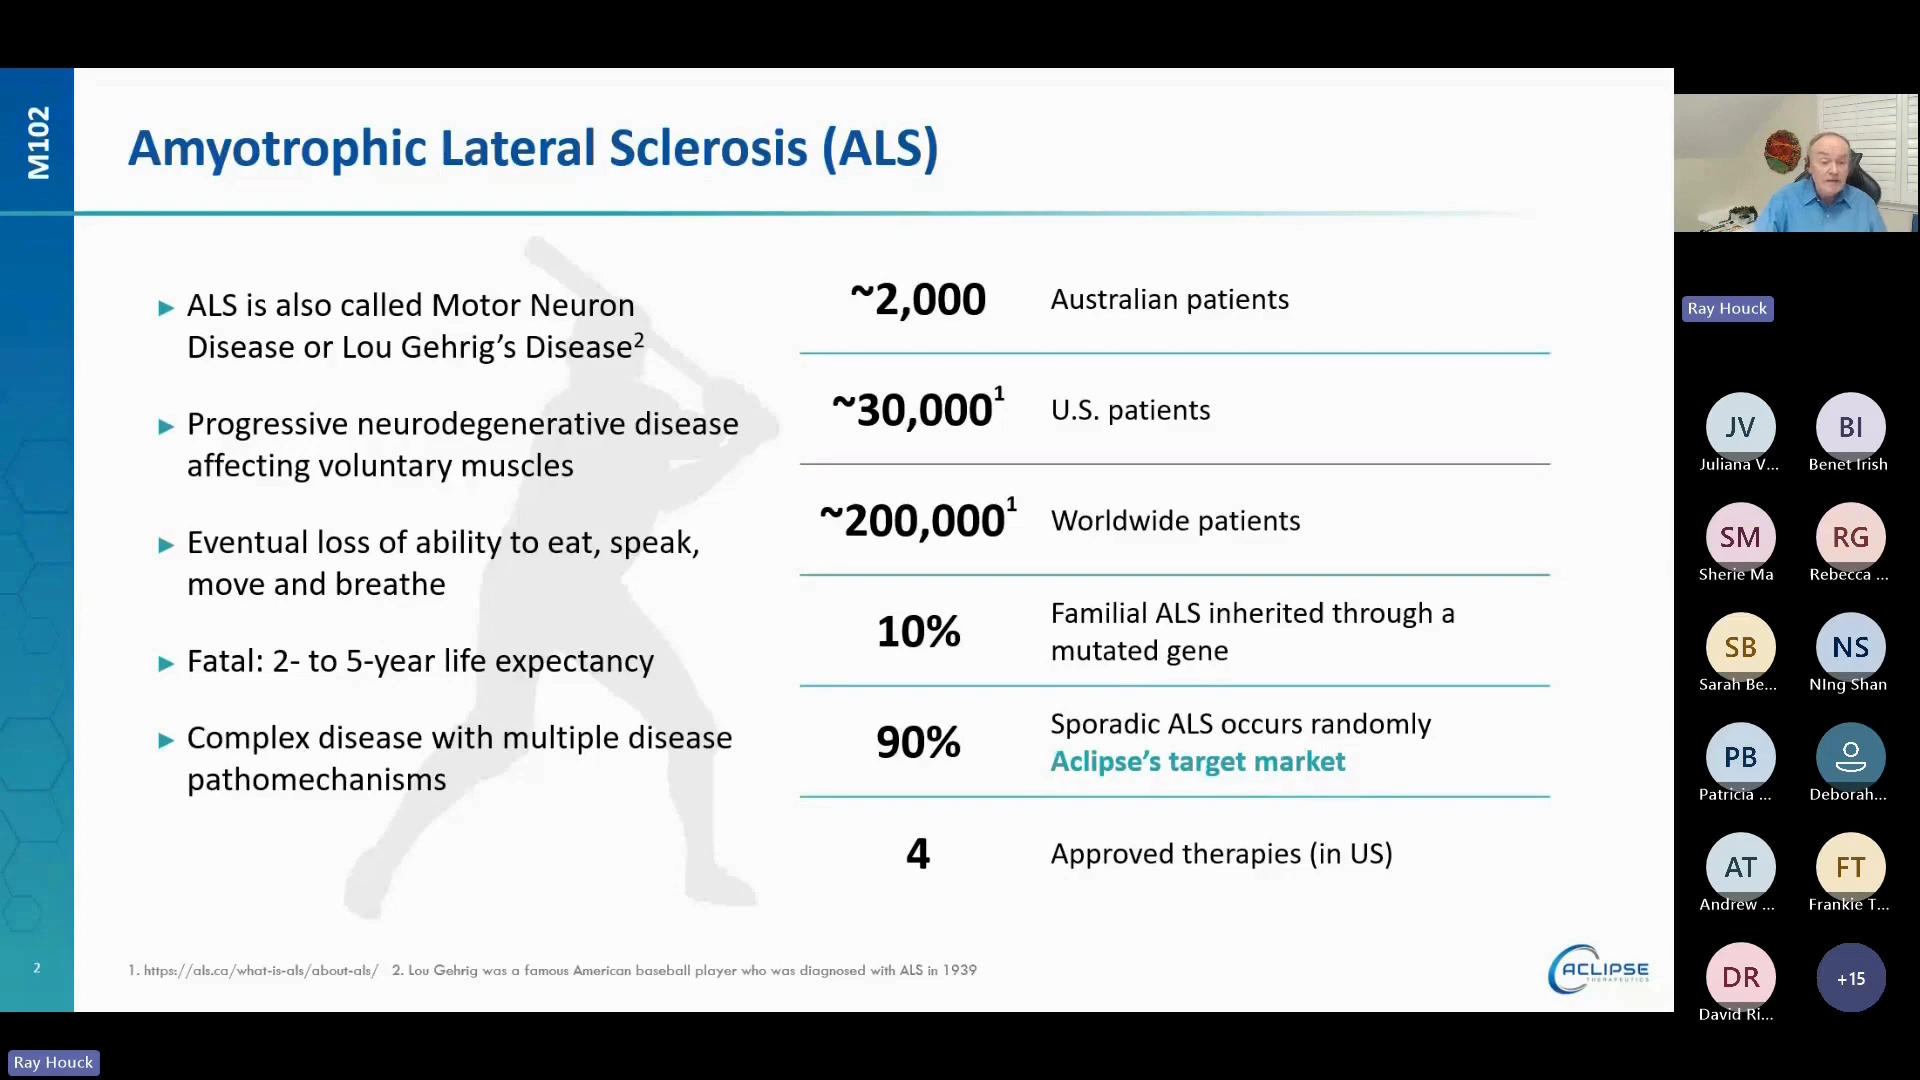 M102
Amyotrophic Lateral Sclerosis (ALS)
► ALS is also called Motor Neuron
Disease or Lou Gehrig’s Disease²
► Progressive neurodegenerative disease
affecting voluntary muscles
► Eventual loss of ability to eat, speak,
move and breathe
► Fatal: 2- to 5-year life expectancy
► Complex disease with multiple disease
pathomechanisms
~2,000 Australian patients
~30,000¹ U.S. patients
~200,000¹ Worldwide patients
10% Familial ALS inherited through a
mutated gene
90% Sporadic ALS occurs randomly
Aclipse’s target market
4 Approved therapies (in US)
1. https://als.ca/what-is-als/about-als/ 2. Lou Gehrig was a famous American baseball player who was diagnosed with ALS in 1939
2
ACLIPSE
THERAPEUTICS
Ray Houck
JV BI
Juliana V... Benet Irish
SM RG
Sherie Ma Rebecca ...
SB NS
Sarah Be... NIng Shan
PB
Patricia ... Deborah...
AT FT
Andrew ... Frankie T...
DR +15
David Ri...
Ray Houck